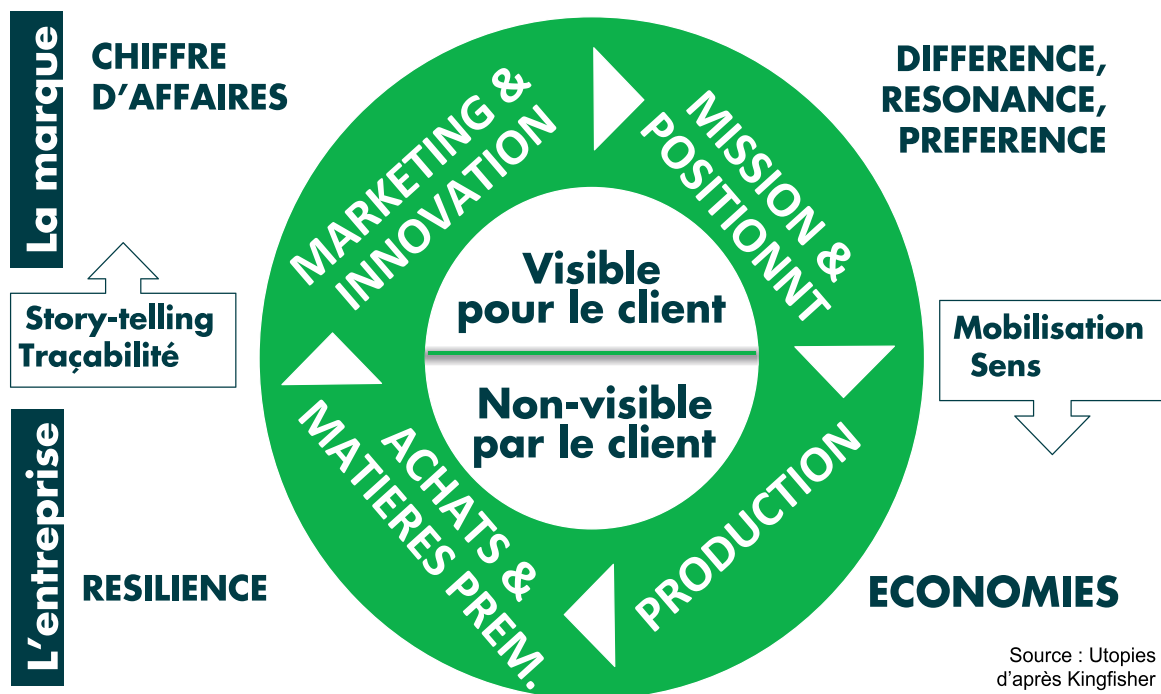 La marque
CHIFFRE
D'AFFAIRES
MARKETING &
INNOVATION
MISSION &
POSITIONNT
DIFFERENCE,
RESONANCE,
PREFERENCE
Visible
pour le client
Story-telling
Traçabilité
Mobilisation
Sens
Non-visible
par le client
L'entreprise
RESILIENCE
ACHATS &
MATIERES PREM.
PRODUCTION
ECONOMIES
Source : Utopies
d'après Kingfisher